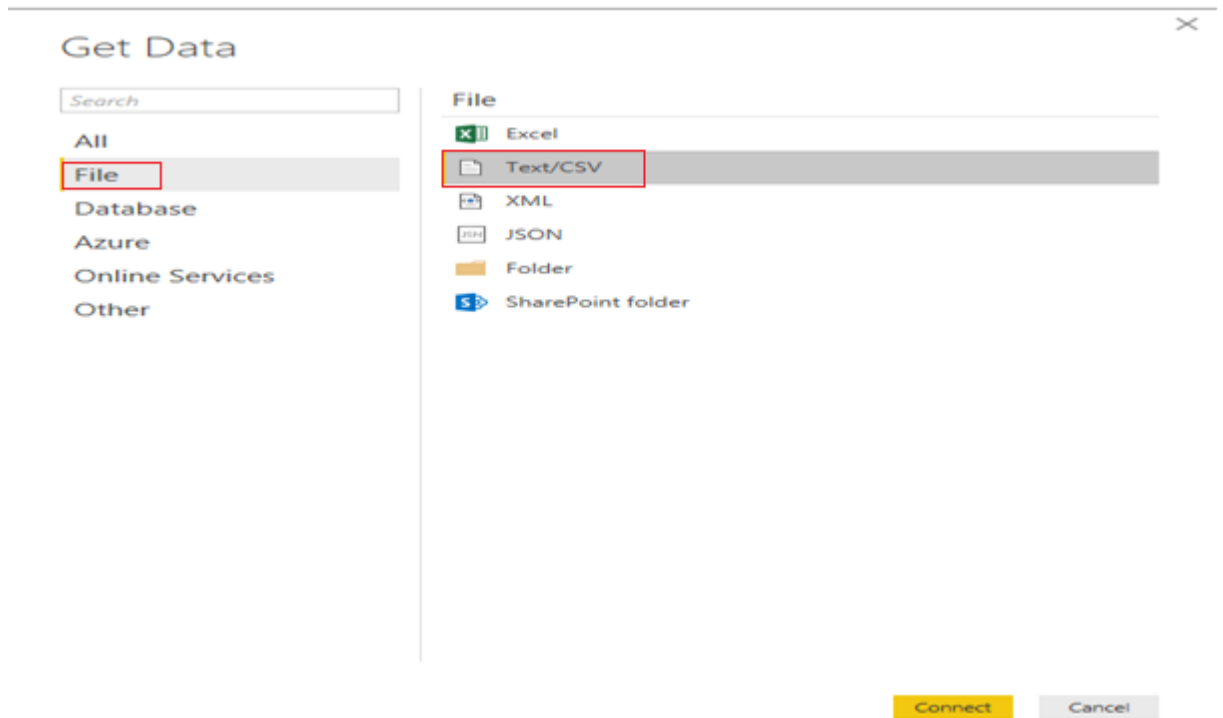 Get Data
Search
All
File
Database
Azure
Online Services
Other
File
Excel
Text/CSV
XML
JSON
Folder
SharePoint folder
Connect
Cancel